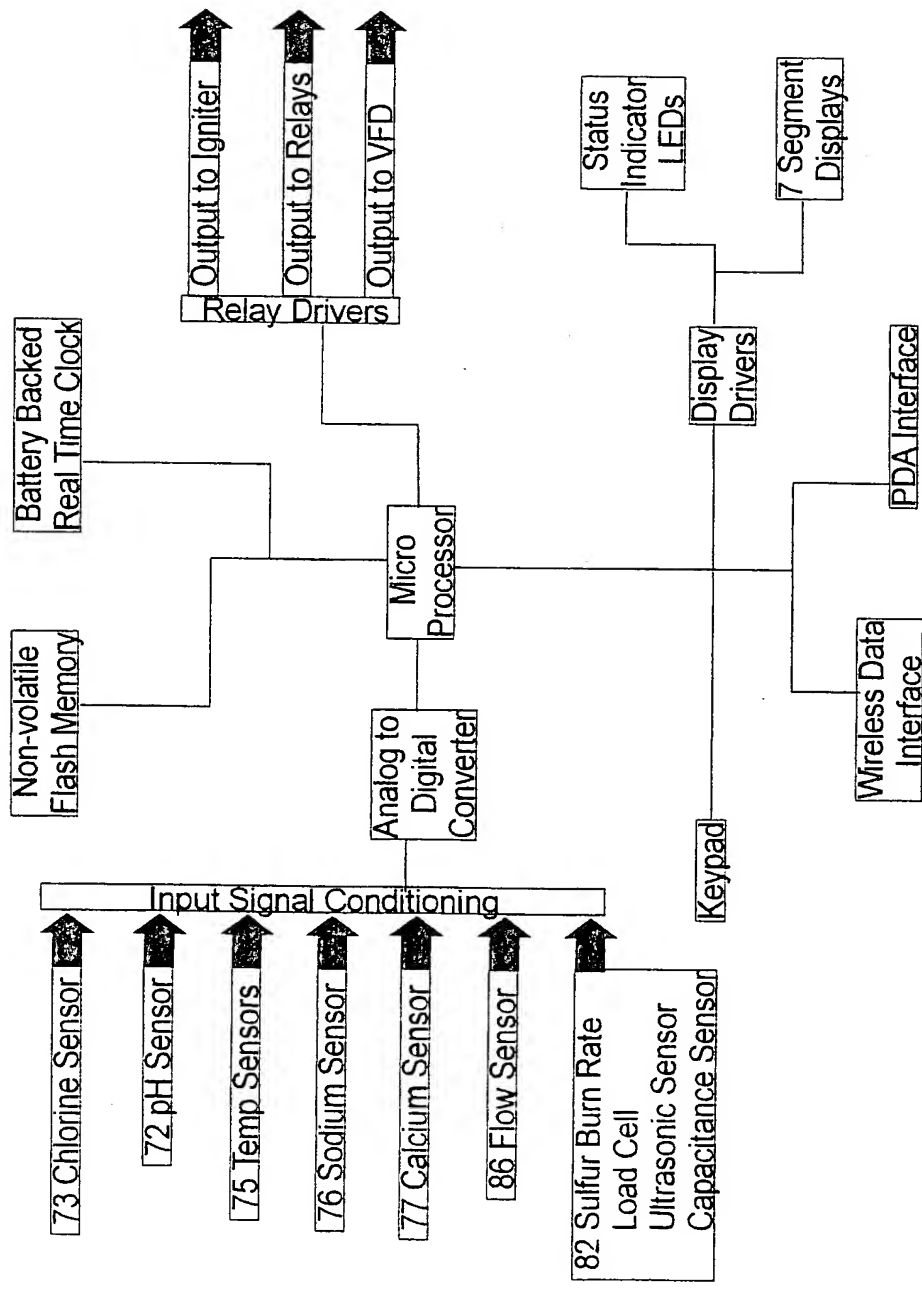 73 Chlorine Sensor
72 pH Sensor
75 Temp Sensors
76 Sodium Sensor
77 Calcium Sensor
86 Flow Sensor
82 Sulfur Burn Rate
Load Cell
Ultrasonic Sensor
Capacitance Sensor
Input Signal Conditioning
Analog to
Digital
Converter
Non-volatile
Flash Memory
Battery Backed
Real Time Clock
Micro
Processor
Relay Drivers
Output to Igniter
Output to Relays
Output to VFD
Keypad
Display
Drivers
Status
Indicator
LEDs
7 Segment
Displays
Wireless Data
Interface
PDA Interface